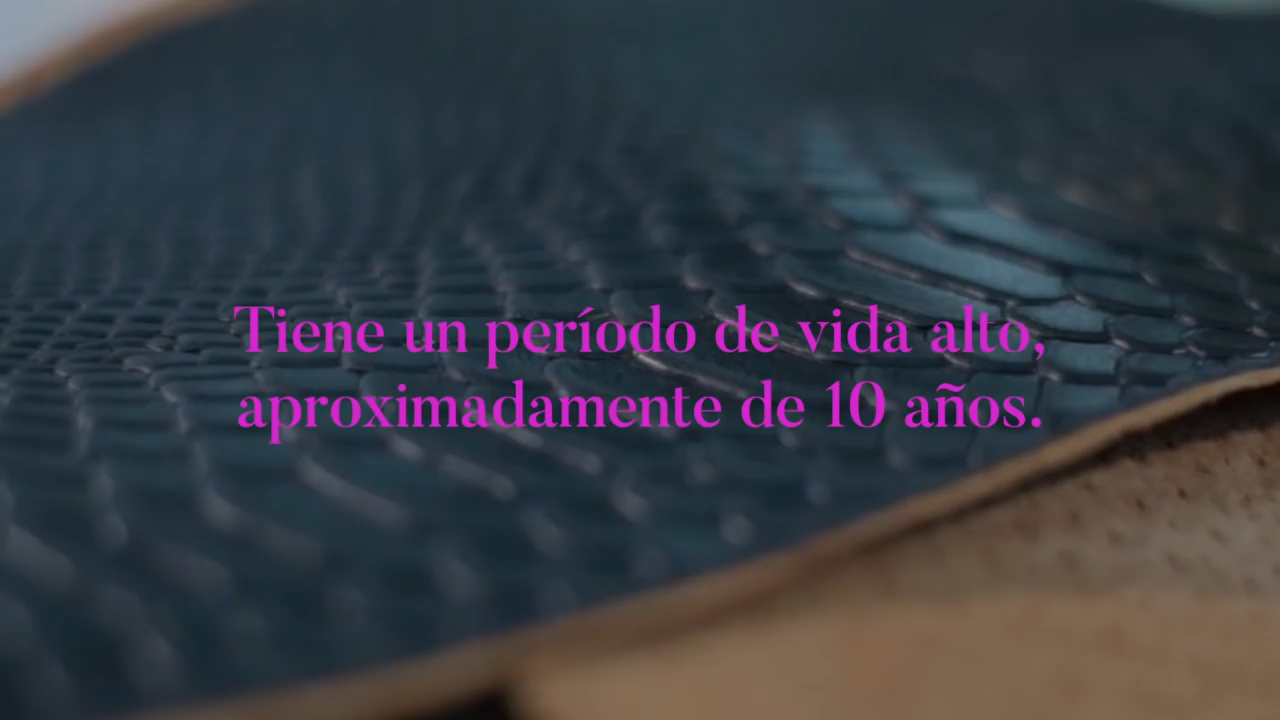 Tiene un período de vida alto,
aproximadamente de 10 años.